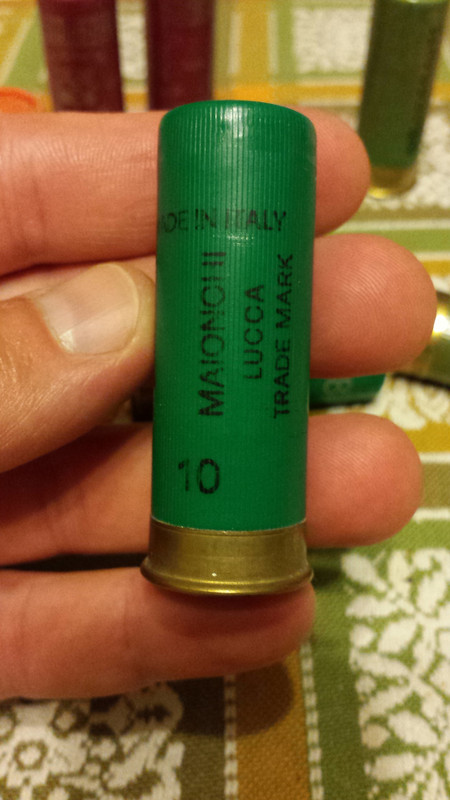 ADE IN ITALY
MAIONCHI
LUCCA
TRADE MARK
10